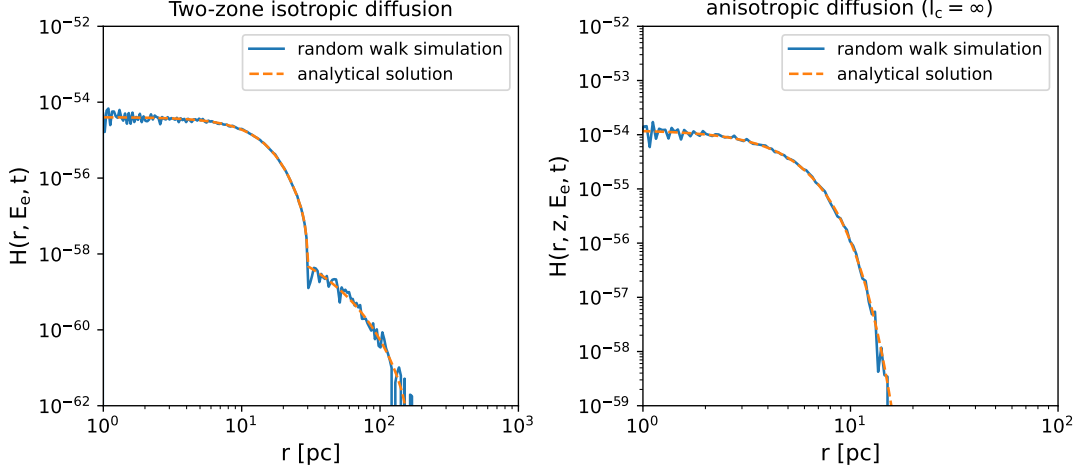 Two-zone isotropic diffusion
random walk simulation
analytical solution
H(r, E_e, t)
10^−52
10^−54
10^−56
10^−58
10^−60
10^−62
10^0
10^1
10^2
10^3
r [pc]
anisotropic diffusion (l_c = ∞)
random walk simulation
analytical solution
H(r, z, E_e, t)
10^−52
10^−53
10^−54
10^−55
10^−56
10^−57
10^−58
10^−59
10^0
10^1
10^2
r [pc]